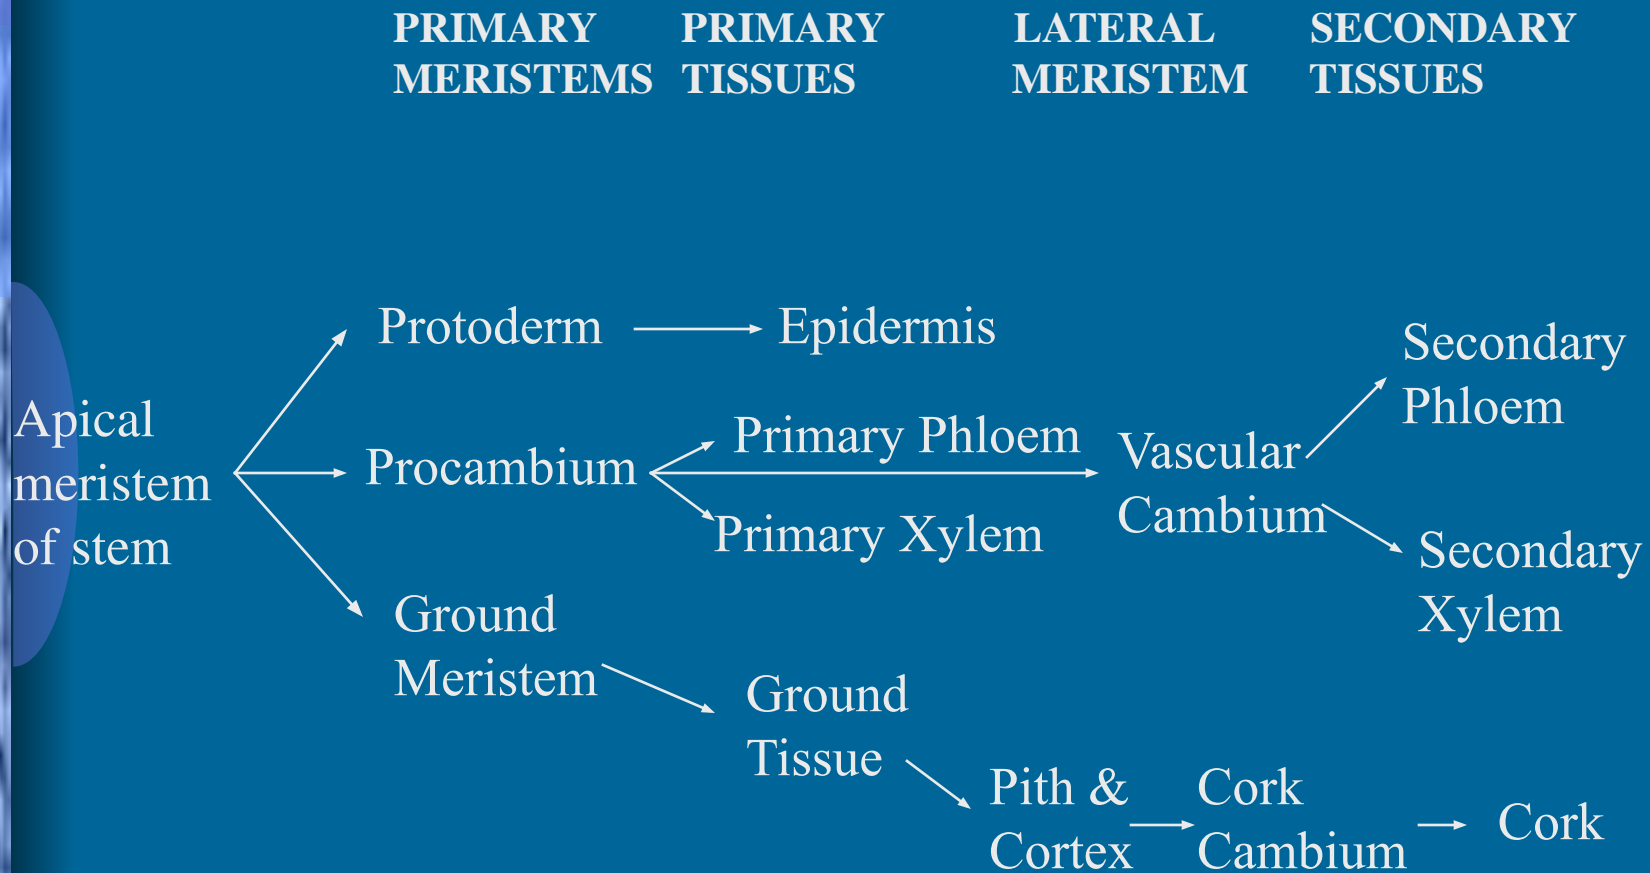 PRIMARY
MERISTEMS
PRIMARY
TISSUES
LATERAL
MERISTEM
SECONDARY
TISSUES
Apical
meristem
of stem
Protoderm
Epidermis
Procambium
Primary Phloem
Primary Xylem
Vascular
Cambium
Secondary
Phloem
Secondary
Xylem
Ground
Meristem
Ground
Tissue
Pith &
Cortex
Cork
Cambium
Cork